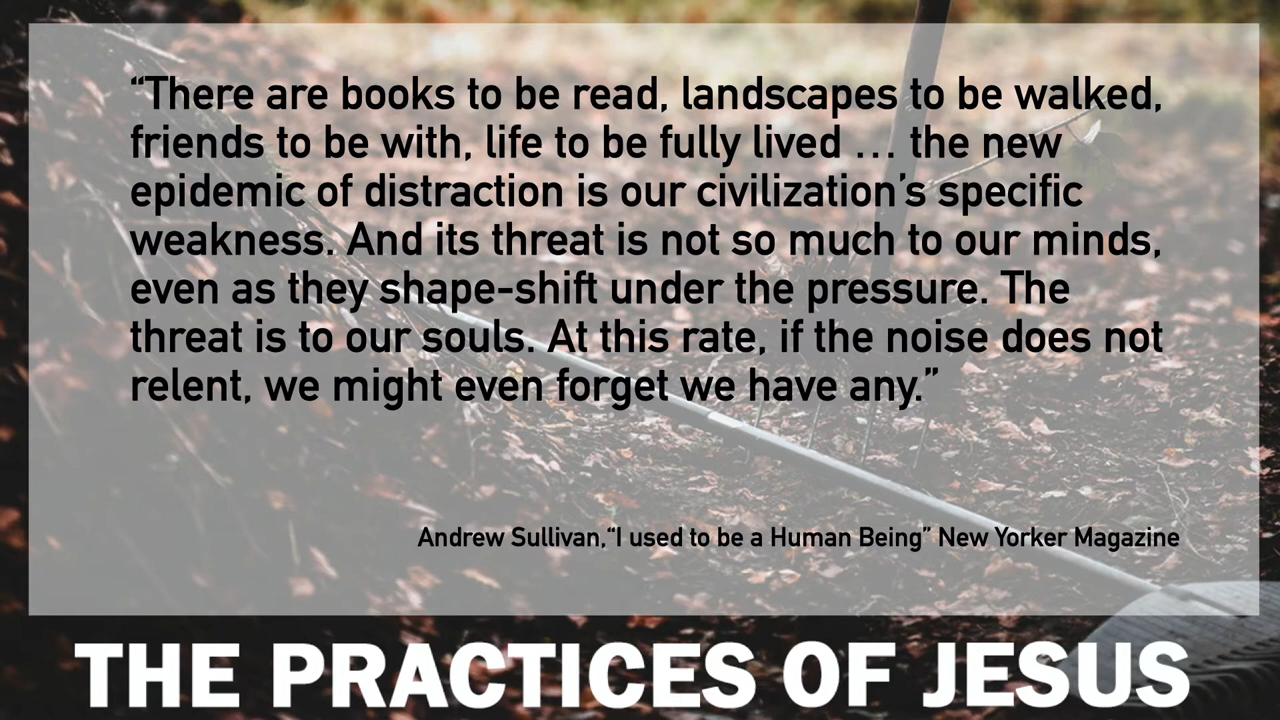 “There are books to be read, landscapes to be walked,
friends to be with, life to be fully lived … the new
epidemic of distraction is our civilization’s specific
weakness. And its threat is not so much to our minds,
even as they shape-shift under the pressure. The
threat is to our souls. At this rate, if the noise does not
relent, we might even forget we have any.”
Andrew Sullivan,“I used to be a Human Being” New Yorker Magazine
THE PRACTICES OF JESUS